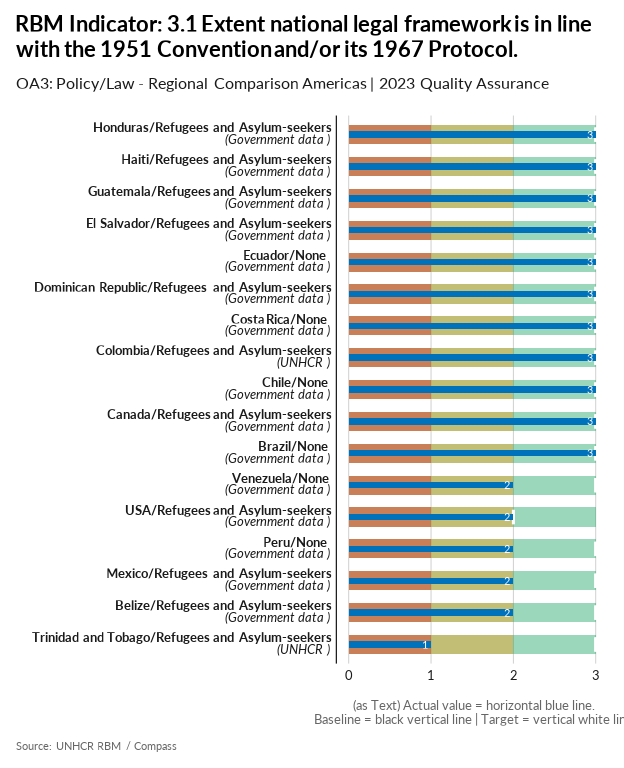 RBM Indicator: 3.1 Extent national legal framework is in line
with the 1951 Convention and/or its 1967 Protocol.
OA3: Policy/Law - Regional Comparison Americas | 2023 Quality Assurance
Honduras/Refugees and Asylum-seekers
(Government data )
3
Haiti/Refugees and Asylum-seekers
(Government data )
3
Guatemala/Refugees and Asylum-seekers
(Government data )
3
El Salvador/Refugees and Asylum-seekers
(Government data )
3
Ecuador/None
(Government data )
3
Dominican Republic/Refugees and Asylum-seekers
(Government data )
3
Costa Rica/None
(Government data )
3
Colombia/Refugees and Asylum-seekers
(UNHCR )
3
Chile/None
(Government data )
3
Canada/Refugees and Asylum-seekers
(Government data )
3
Brazil/None
(Government data )
3
Venezuela/None
(Government data )
2
USA/Refugees and Asylum-seekers
(Government data )
2
Peru/None
(Government data )
2
Mexico/Refugees and Asylum-seekers
(Government data )
2
Belize/Refugees and Asylum-seekers
(Government data )
2
Trinidad and Tobago/Refugees and Asylum-seekers
(UNHCR )
1
0 1 2 3
(as Text) Actual value = horizontal blue line.
Baseline = black vertical line | Target = vertical white lin
Source: UNHCR RBM / Compass